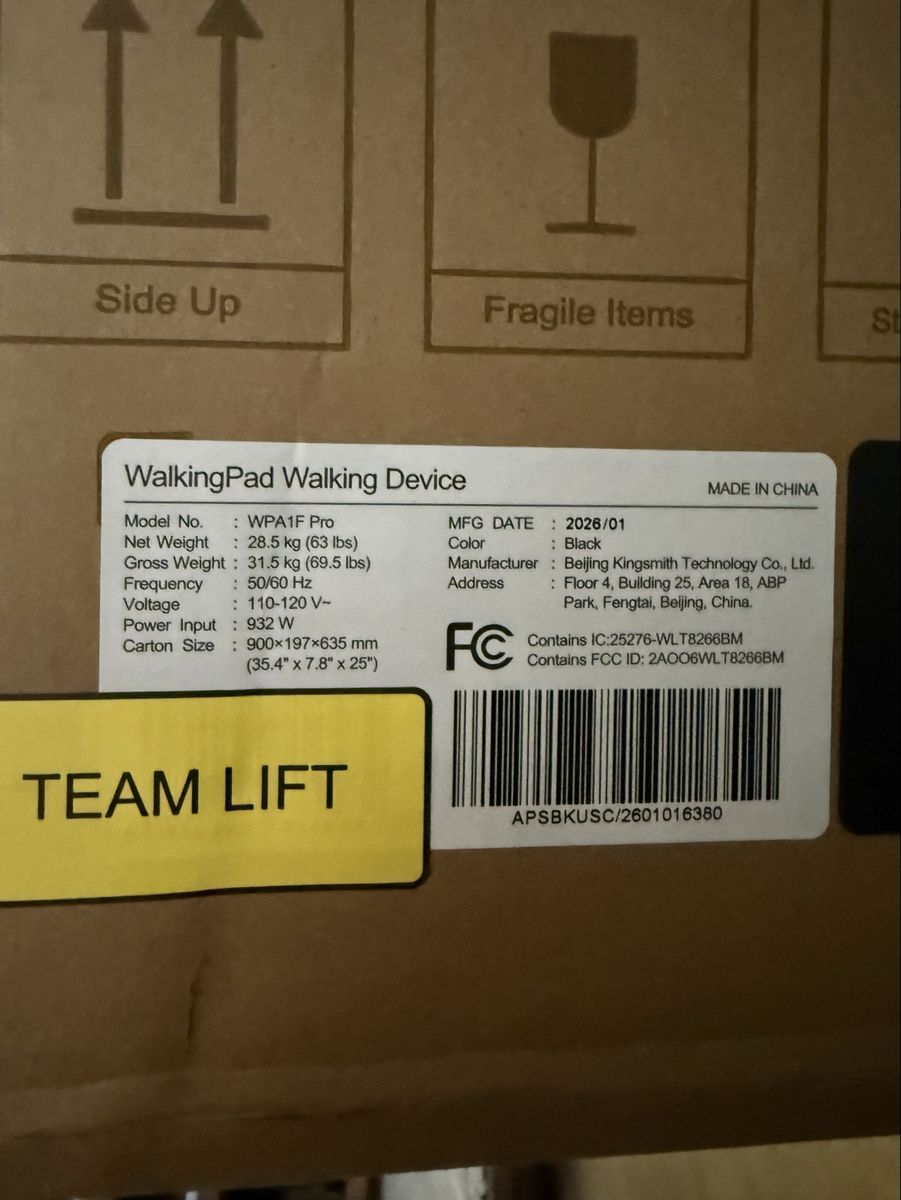 Side Up
Fragile Items
St
WalkingPad Walking Device
MADE IN CHINA
Model No. : WPA1F Pro
Net Weight : 28.5 kg (63 lbs)
Gross Weight : 31.5 kg (69.5 lbs)
Frequency : 50/60 Hz
Voltage : 110-120 V~
Power Input : 932 W
Carton Size : 900×197×635 mm
(35.4" x 7.8" x 25")
MFG DATE : 2026/01
Color : Black
Manufacturer : Beijing Kingsmith Technology Co., Ltd.
Address : Floor 4, Building 25, Area 18, ABP
Park, Fengtai, Beijing, China.
FC
Contains IC:25276-WLT8266BM
Contains FCC ID: 2AOO6WLT8266BM
APSBKUSC/2601016380
TEAM LIFT